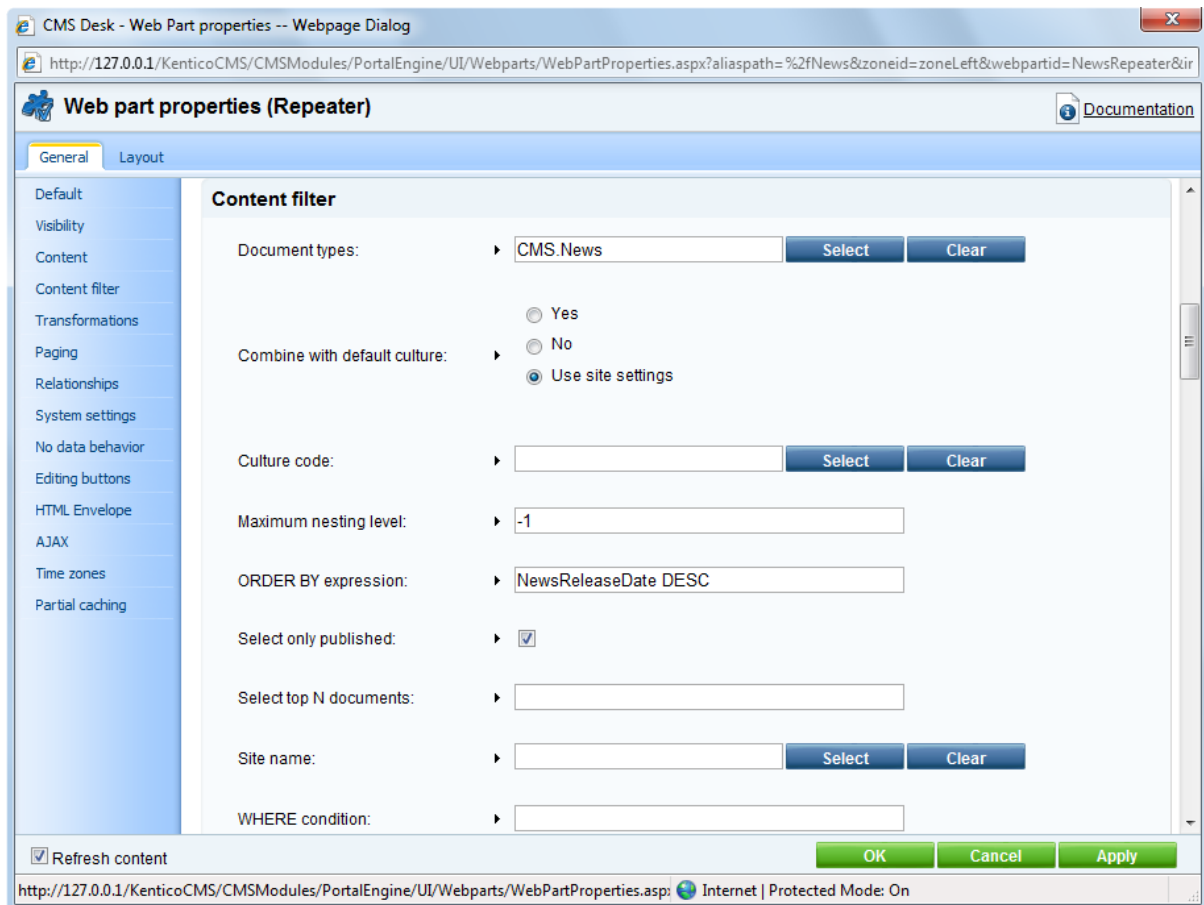 CMS Desk - Web Part properties -- Webpage Dialog
http://127.0.0.1/KenticoCMS/CMSModules/PortalEngine/UI/Webparts/WebPartProperties.aspx?aliaspath=%2fNews&zoneid=zoneLeft&webpartid=NewsRepeater&ir
Web part properties (Repeater)
Documentation
General Layout
Default
Visibility
Content
Content filter
Transformations
Paging
Relationships
System settings
No data behavior
Editing buttons
HTML Envelope
AJAX
Time zones
Partial caching
Content filter
Document types: CMS.News Select Clear
Yes
Combine with default culture: No
Use site settings
Culture code: Select Clear
Maximum nesting level: -1
ORDER BY expression: NewsReleaseDate DESC
Select only published:
Select top N documents:
Site name: Select Clear
WHERE condition:
Refresh content OK Cancel Apply
http://127.0.0.1/KenticoCMS/CMSModules/PortalEngine/UI/Webparts/WebPartProperties.asp Internet | Protected Mode: On